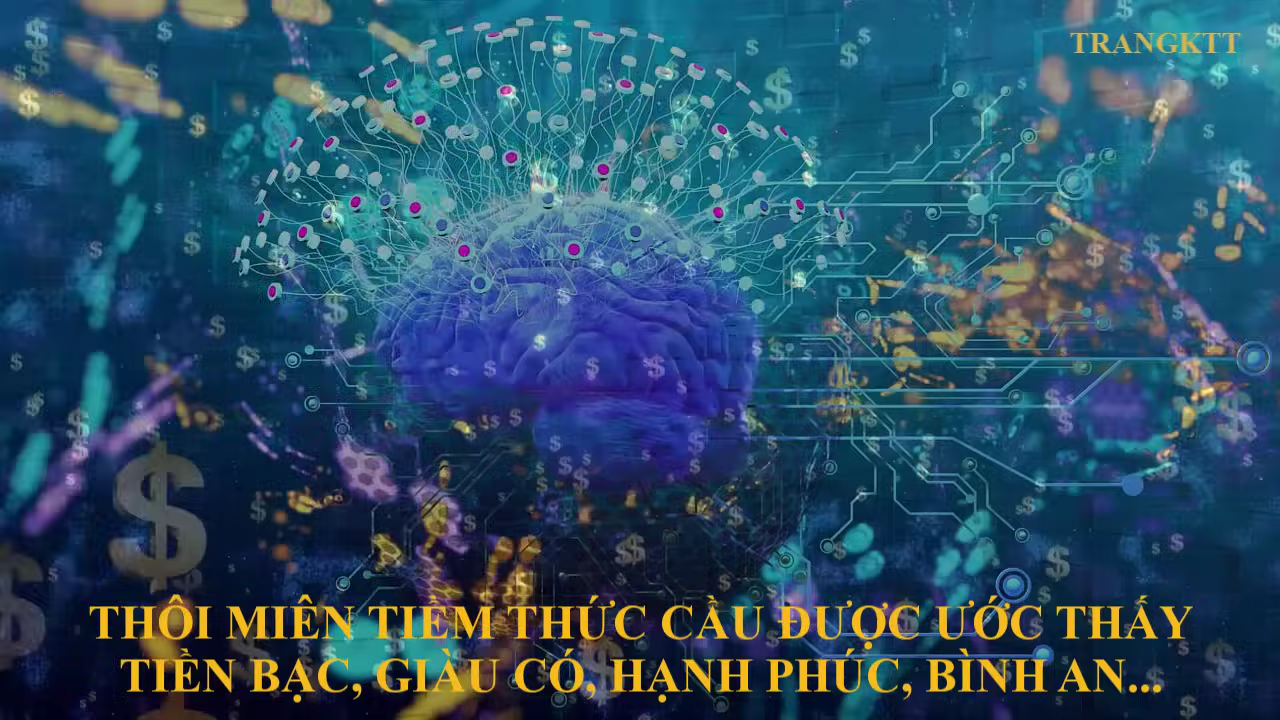 TRANGKTT
THÔI MIÊN TIỀM THỨC CẦU ĐƯỢC ƯỚC THẤY
TIỀN BẠC, GIÀU CÓ, HẠNH PHÚC, BÌNH AN...